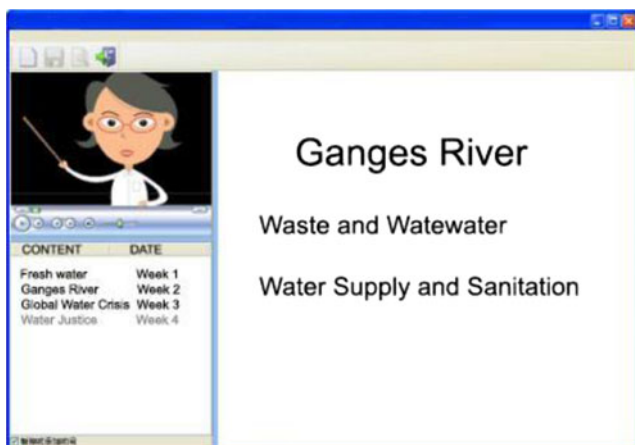 CONTENT DATE
Fresh water Week 1
Ganges River Week 2
Global Water Crisis Week 3
Water Justice Week 4
Ganges River
Waste and Watewater
Water Supply and Sanitation